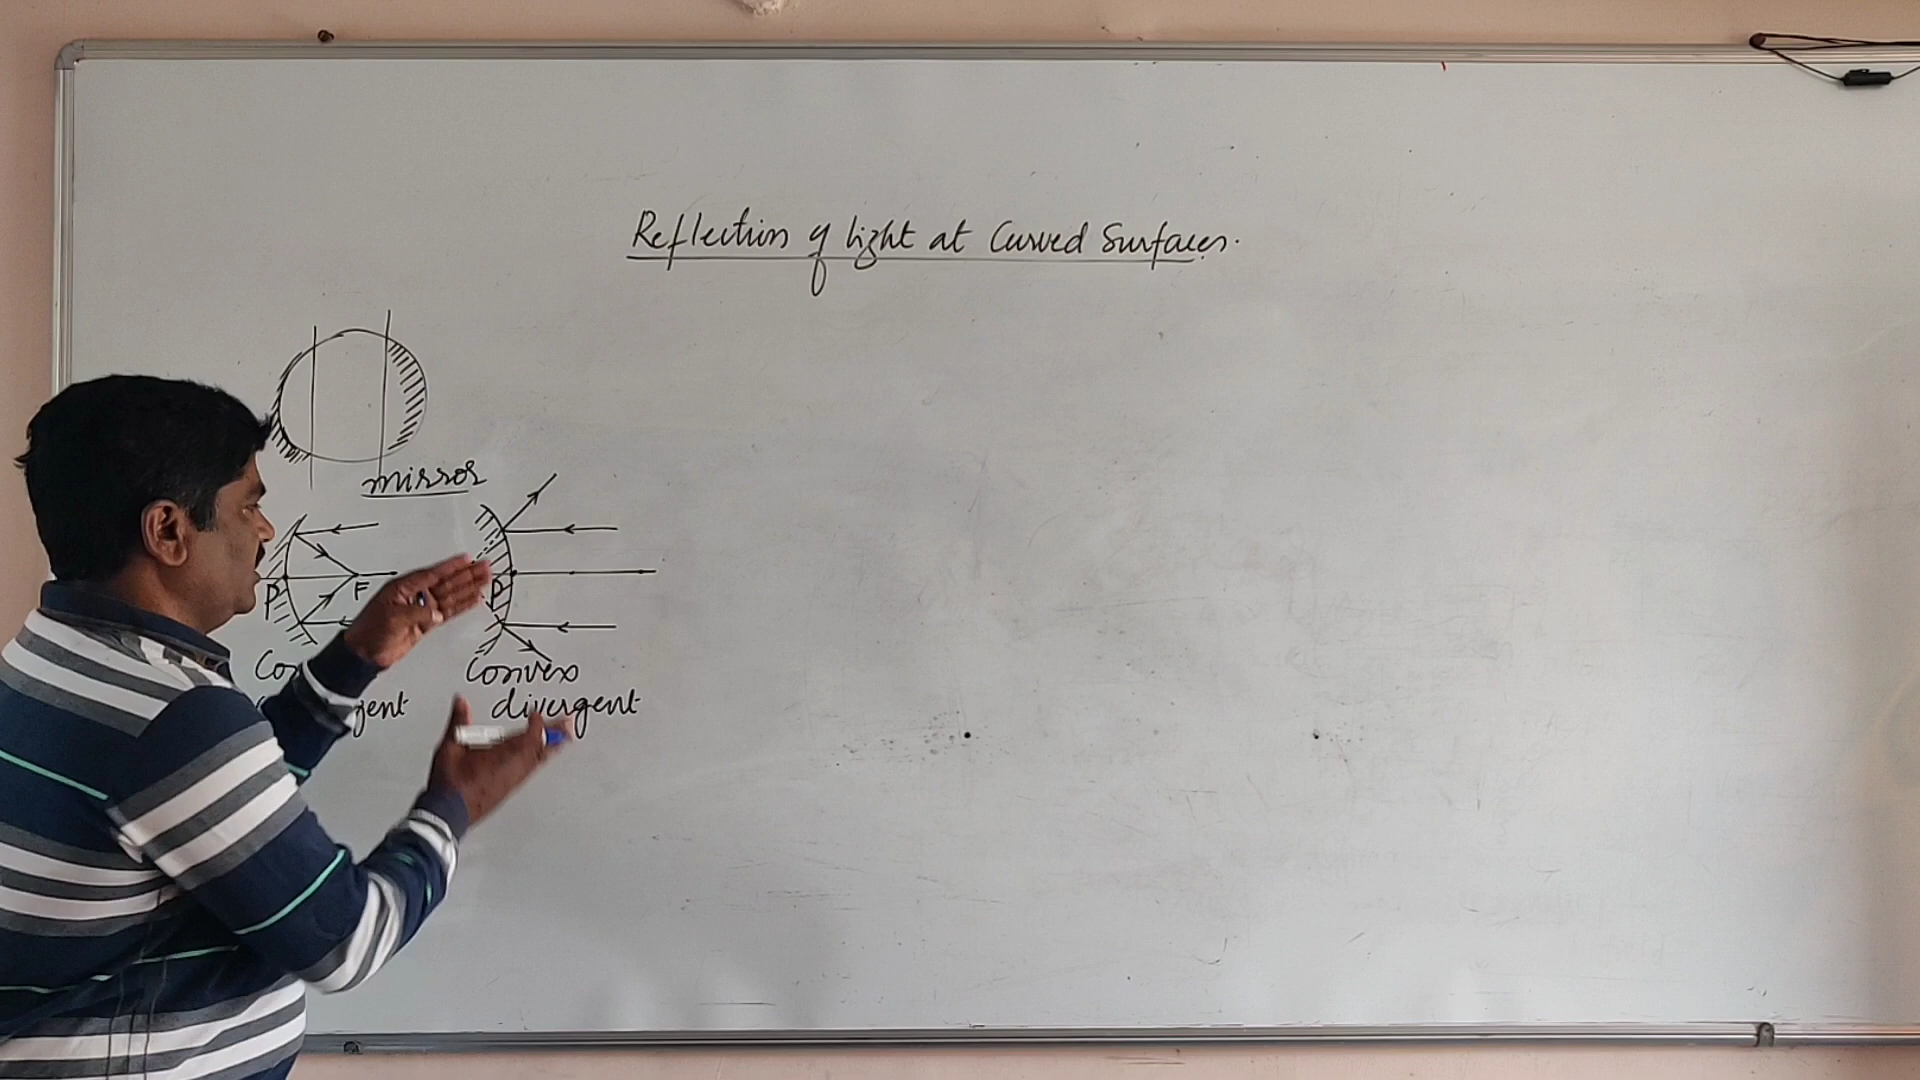 Reflection of light at Curved Surfaces.
mirror
P F
P
Convex
divergent